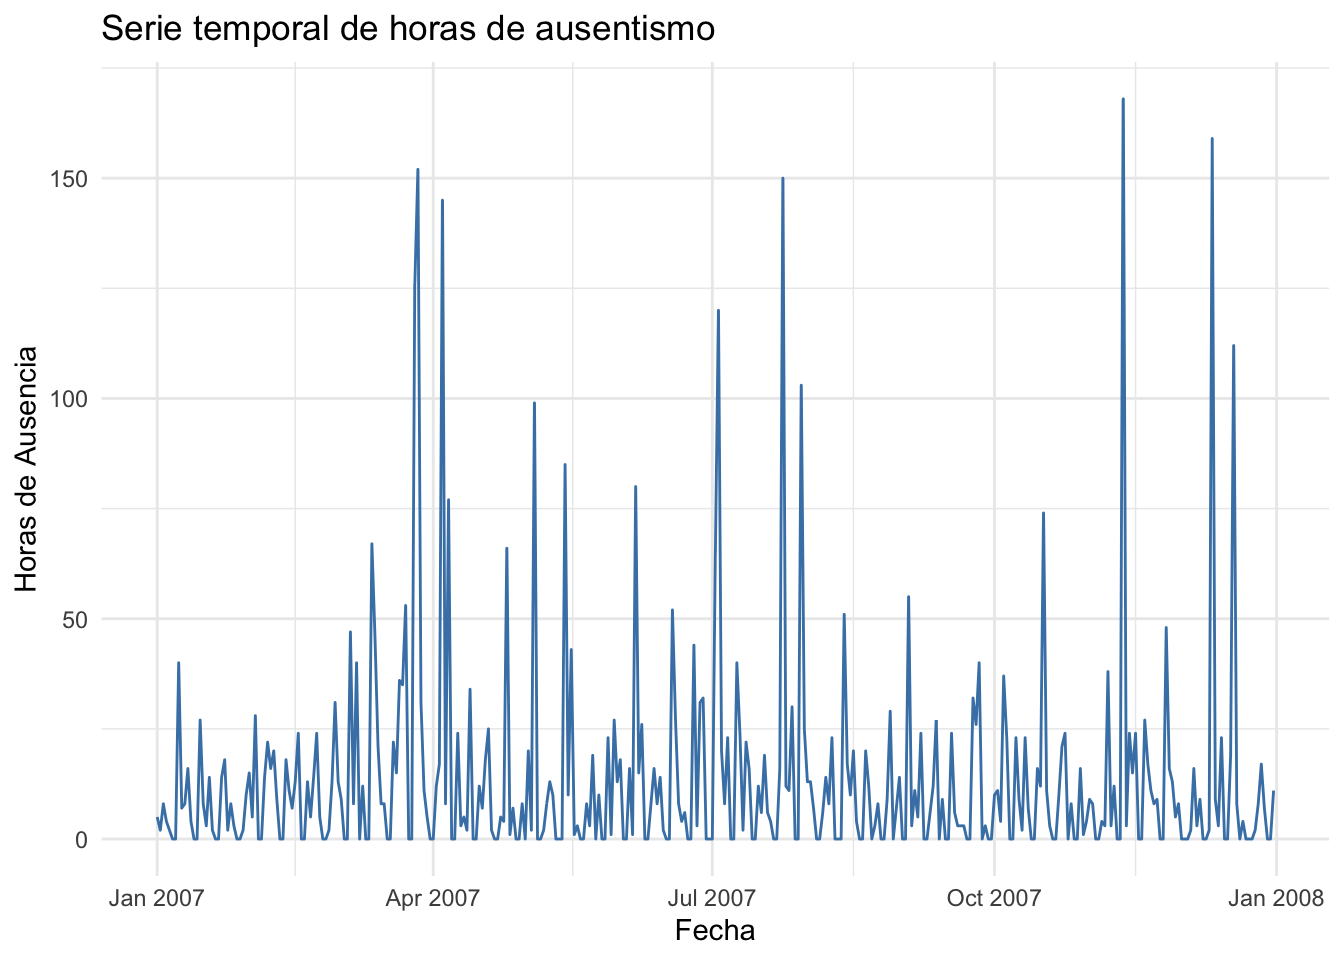 Serie temporal de horas de ausentismo
Horas de Ausencia
150
100
50
0
Jan 2007
Apr 2007
Jul 2007
Oct 2007
Jan 2008
Fecha